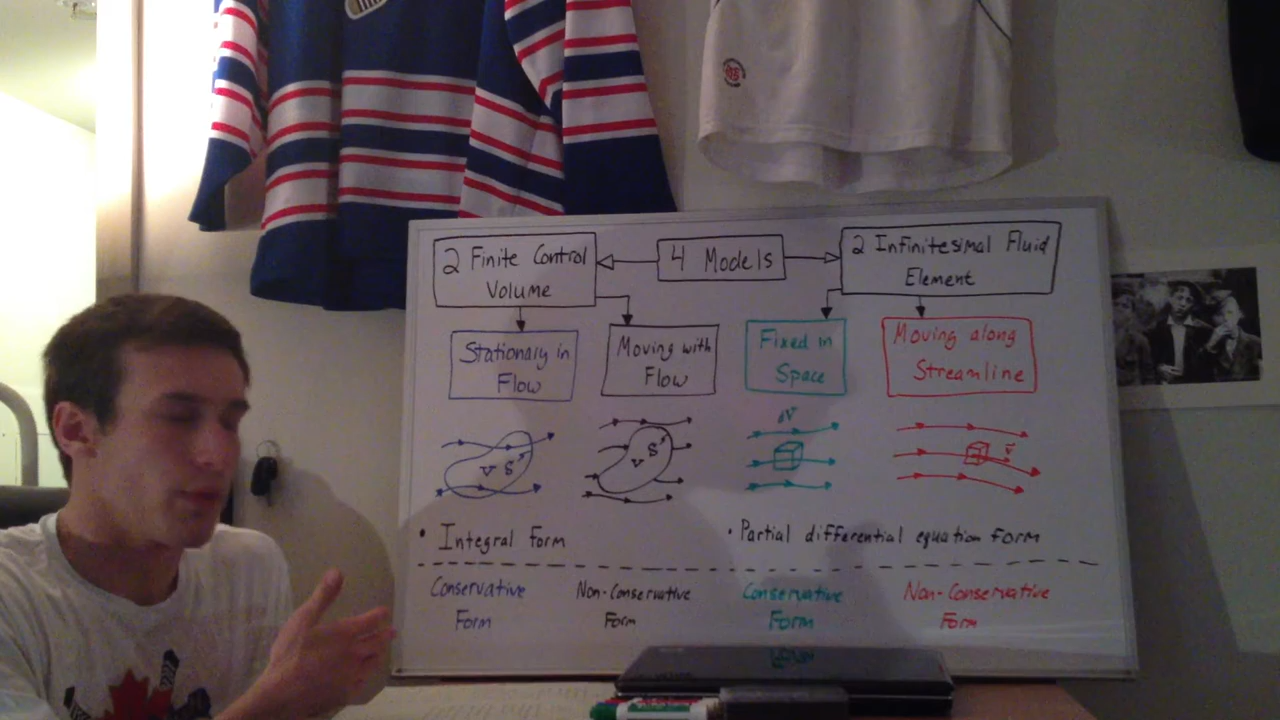 2 Finite Control
Volume
4 Models
2 Infinitesimal Fluid
Element
Stationary in
Flow
Moving with
Flow
Fixed in
Space
Moving along
Streamline
V S
V S
dV
V
• Integral Form
• Partial differential equation form
Conservative
Form
Non-Conservative
Form
Conservative
Form
Non-Conservative
Form